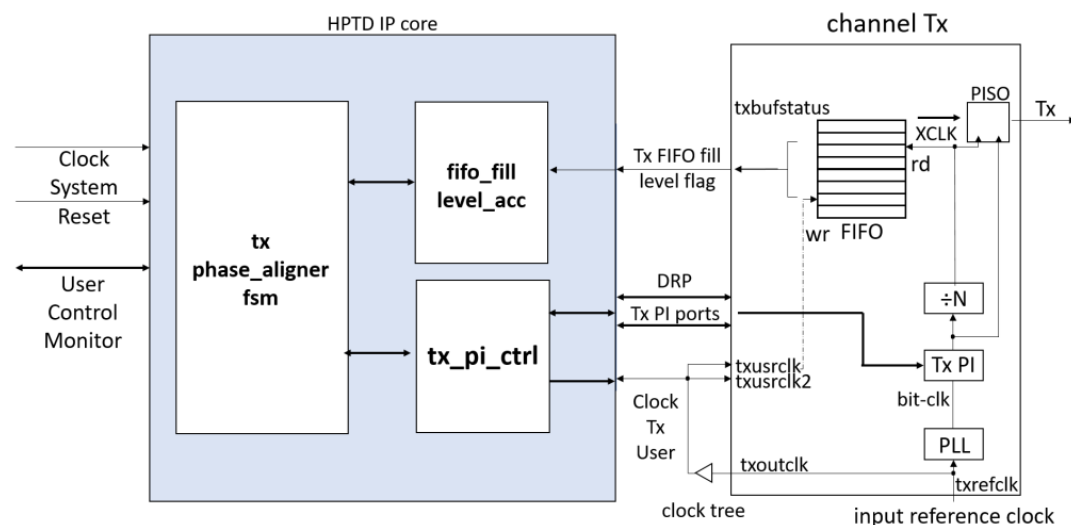 HPTD IP core
channel Tx
Clock
System
Reset
User
Control
Monitor
tx
phase_aligner
fsm
fifo_fill
level_acc
tx_pi_ctrl
Tx FIFO fill
level flag
DRP
Tx PI ports
Clock
Tx
User
clock tree
txbufstatus
PISO
Tx
XCLK
rd
wr
FIFO
÷N
txusrclk
txusrclk2
Tx PI
bit-clk
PLL
txoutclk
txrefclk
input reference clock